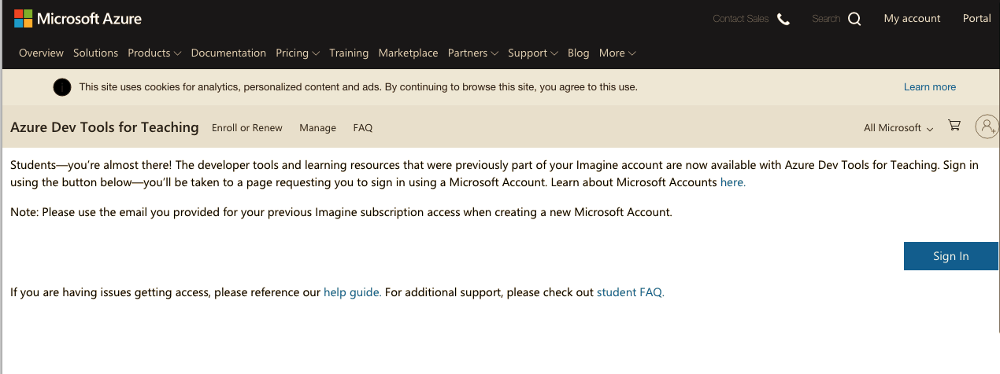 Microsoft Azure
Contact Sales Search My account Portal
Overview Solutions Products Documentation Pricing Training Marketplace Partners Support Blog More
This site uses cookies for analytics, personalized content and ads. By continuing to browse this site, you agree to this use. Learn more
Azure Dev Tools for Teaching Enroll or Renew Manage FAQ All Microsoft
Students—you’re almost there! The developer tools and learning resources that were previously part of your Imagine account are now available with Azure Dev Tools for Teaching. Sign in
using the button below—you’ll be taken to a page requesting you to sign in using a Microsoft Account. Learn about Microsoft Accounts here.
Note: Please use the email you provided for your previous Imagine subscription access when creating a new Microsoft Account.
Sign In
If you are having issues getting access, please reference our help guide. For additional support, please check out student FAQ.